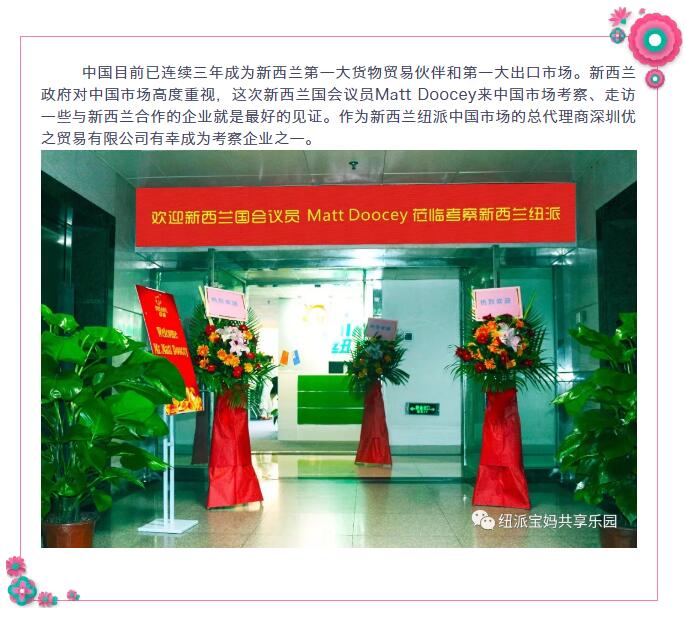 中国目前已连续三年成为新西兰第一大货物贸易伙伴和第一大出口市场。新西兰
政府对中国市场高度重视，这次新西兰国会议员Matt Doocey来中国市场考察、走访
一些与新西兰合作的企业就是最好的见证。作为新西兰纽派中国市场的总代理商深圳优
之贸易有限公司有幸成为考察企业之一。
欢迎新西兰国会议员 Matt Doocey 莅临考察新西兰纽派
Welcome
Mr. Matt Doocey
纽派宝妈共享乐园